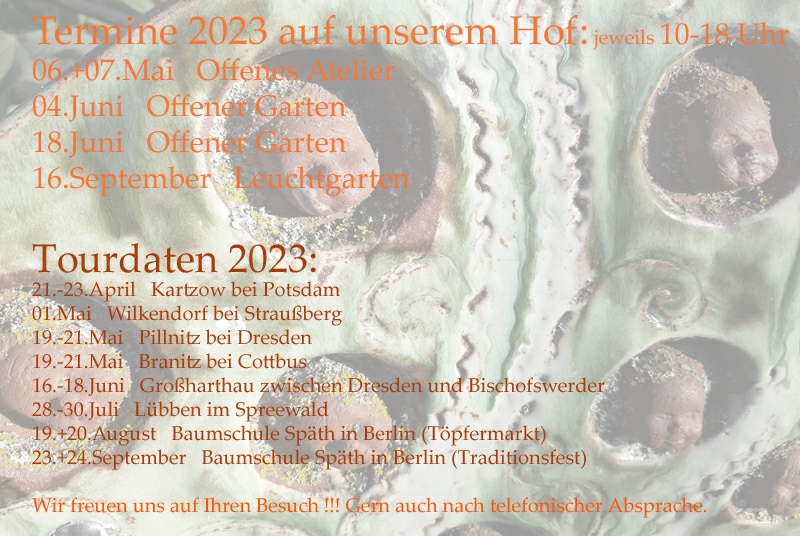 Termine 2023 auf unserem Hof: jeweils 10-18 Uhr
06.+07.Mai Offenes Atelier
04.Juni Offener Garten
18.Juni Offener Garten
16.September Leuchtgarten
Tourdaten 2023:
21.-23.April Kartzow bei Potsdam
01.Mai Wilkendorf bei Straußberg
19.-21.Mai Pillnitz bei Dresden
19.-21.Mai Branitz bei Cottbus
16.-18.Juni Großharthau zwischen Dresden und Bischofswerder
28.-30.Juli Lübben im Spreewald
19.+20.August Baumschule Späth in Berlin (Töpfermarkt)
23.+24.September Baumschule Späth in Berlin (Traditionsfest)
Wir freuen uns auf Ihren Besuch !!! Gern auch nach telefonischer Absprache.